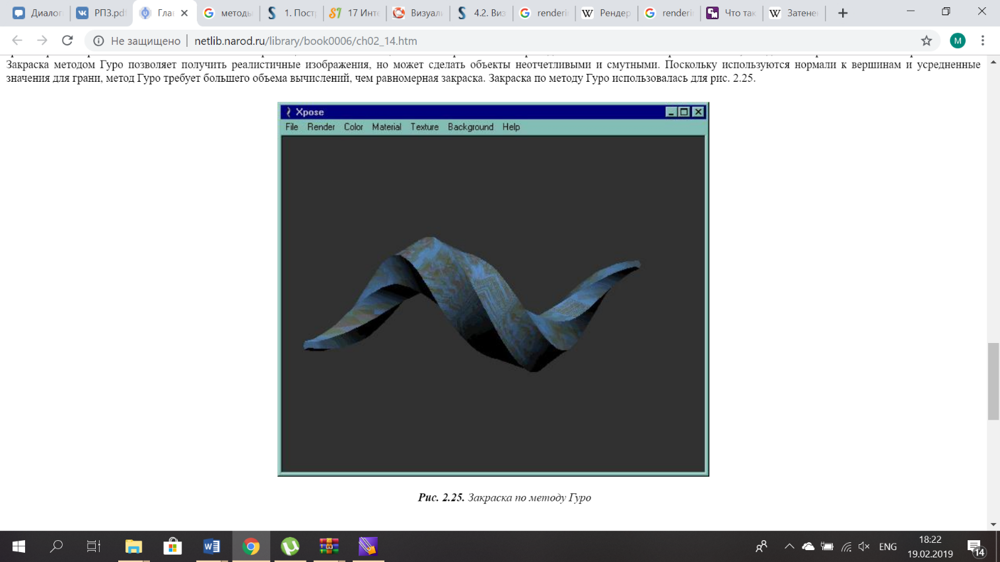 Диалог
РПЗ.pdf
Гла
методы
1. Пост
17 Инте
Визуал
4.2. Виз
renderi
Рендер
renderi
Что так
Затене
Не защищено
netlib.narod.ru/library/book0006/ch02_14.htm
M
Закраска методом Гуро позволяет получить реалистичные изображения, но может сделать объекты неотчетливыми и смутными. Поскольку используются нормали к вершинам и усредненные
значения для грани, метод Гуро требует большего объема вычислений, чем равномерная закраска. Закраска по методу Гуро использовалась для рис. 2.25.
Xpose
File Render Color Material Texture Background Help
Рис. 2.25. Закраска по методу Гуро
ENG
18:22
19.02.2019
14